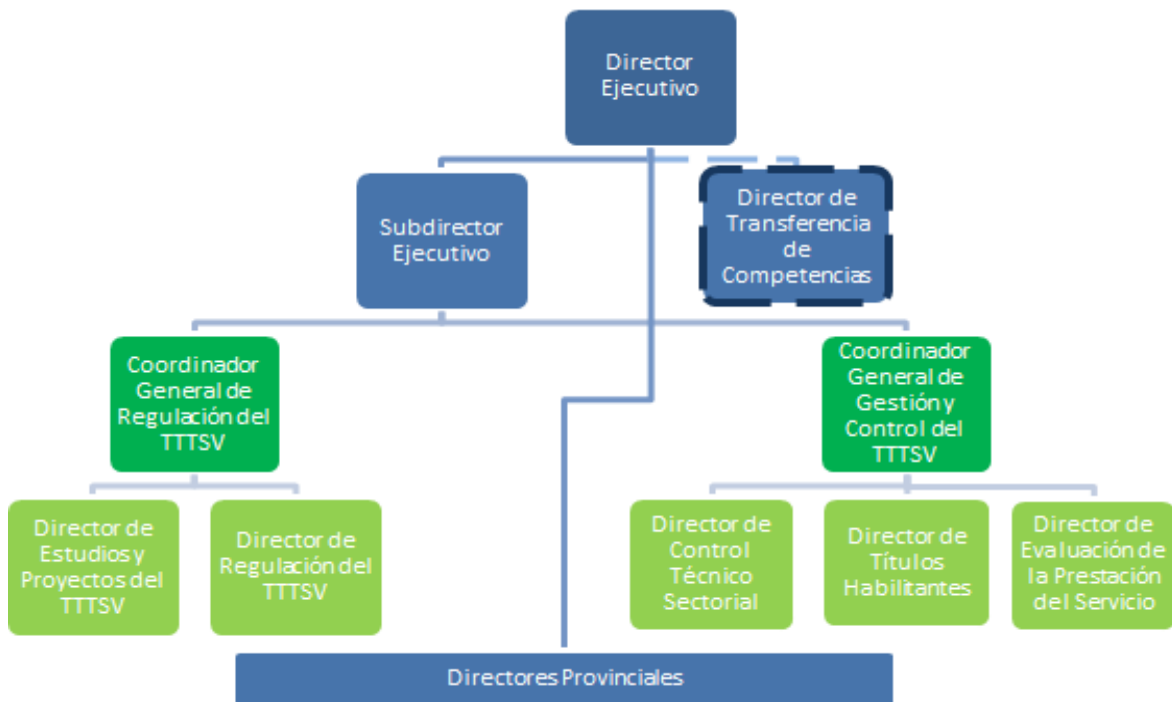 Director
Ejecutivo
Subdirector
Ejecutivo
Director de
Transferencia
de
Competencias
Coordinador
General de
Regulación del
TTTSV
Coordinador
General de
Gestión y
Control del
TTTSV
Director de
Estudios y
Proyectos del
TTTSV
Director de
Regulación del
TTTSV
Director de
Control
Técnico
Sectorial
Director de
Títulos
Habilitantes
Director de
Evaluación de
la Prestación
del Servicio
Directores Provinciales